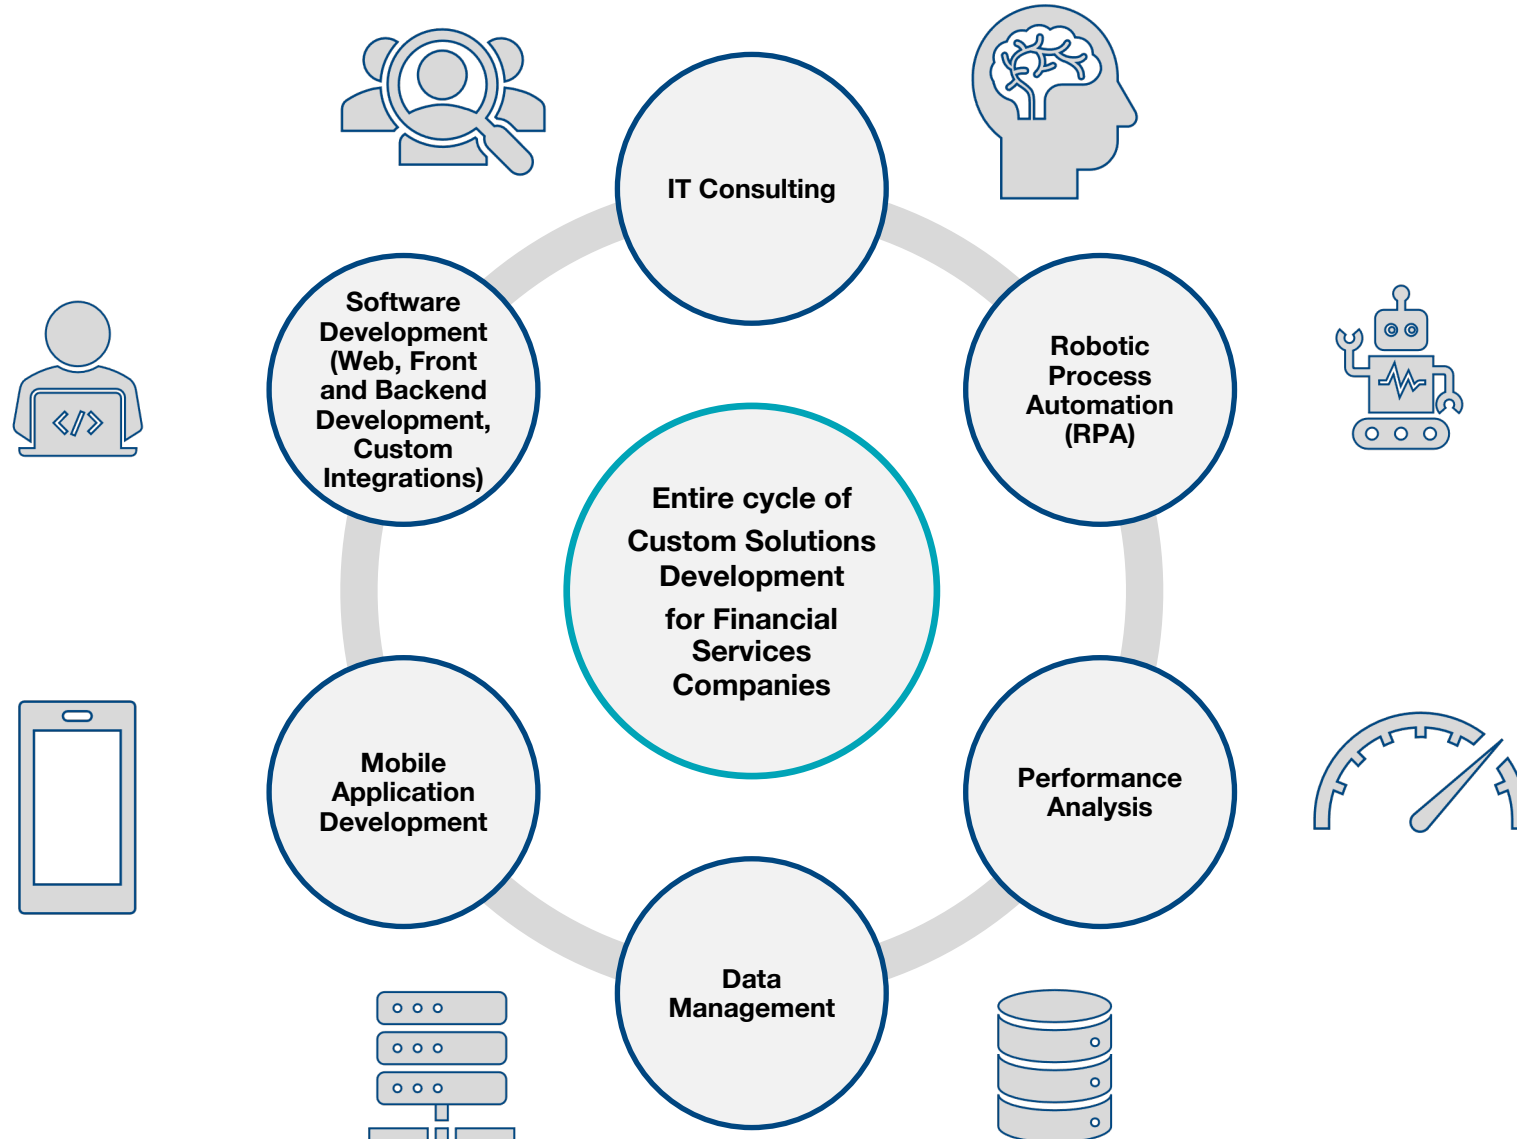 IT Consulting
Software
Development
(Web, Front
and Backend
Development,
Custom
Integrations)
Robotic
Process
Automation
(RPA)
Entire cycle of
Custom Solutions
Development
for Financial
Services
Companies
Mobile
Application
Development
Performance
Analysis
Data
Management